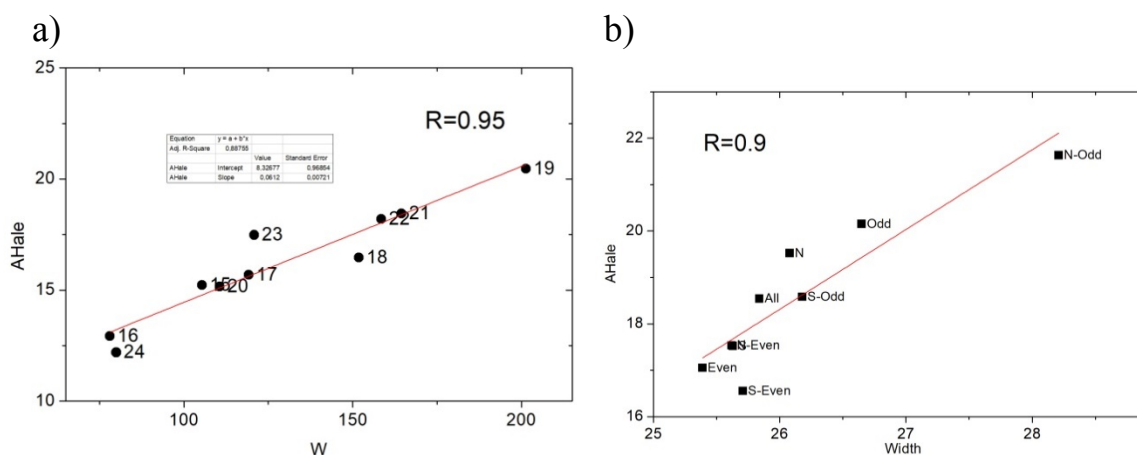 a)
25
20
15
10
AHale
R=0.95
Equation y = a + b*x
Adj. R-Square 0,88755
Value Standard Error
AHale Intercept 8,32677 0,96854
AHale Slope 0,0612 0,00721
19
21
22
23
18
17
15
20
16
24
100 150 200
W
b)
22
20
18
16
AHale
R=0.9
N-Odd
Odd
N
S-Odd
All
N-Even
Even
S-Even
25 26 27 28
Width